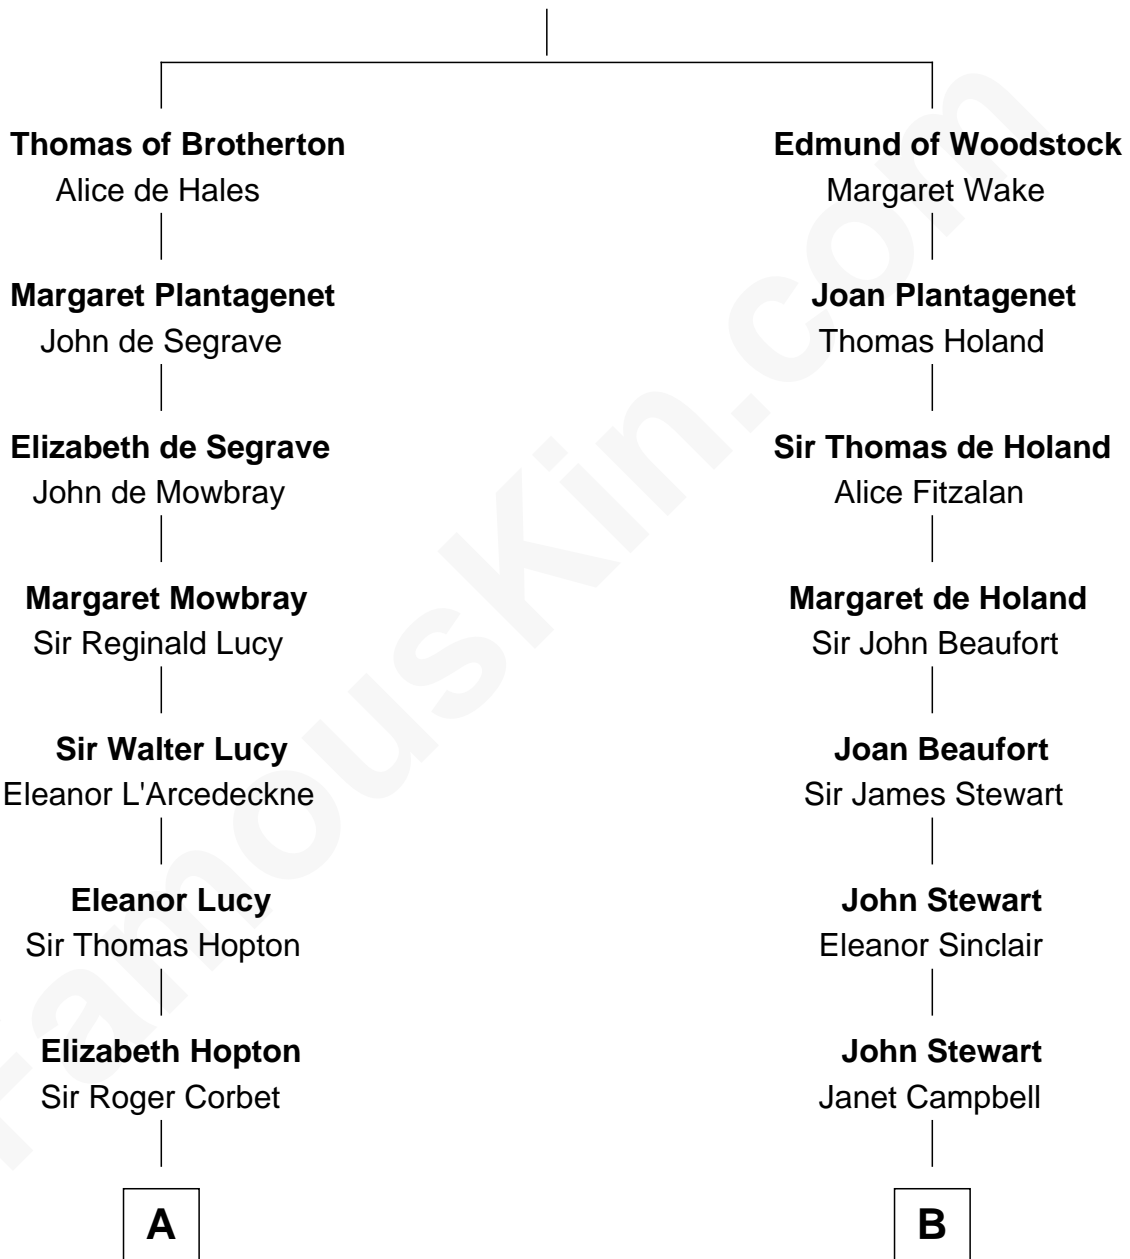 Thomas of Brotherton
Alice de Hales
Margaret Plantagenet
John de Segrave
Elizabeth de Segrave
John de Mowbray
Margaret Mowbray
Sir Reginald Lucy
Sir Walter Lucy
Eleanor L'Arcedeckne
Eleanor Lucy
Sir Thomas Hopton
Elizabeth Hopton
Sir Roger Corbet
A
Edmund of Woodstock
Margaret Wake
Joan Plantagenet
Thomas Holand
Sir Thomas de Holand
Alice Fitzalan
Margaret de Holand
Sir John Beaufort
Joan Beaufort
Sir James Stewart
John Stewart
Eleanor Sinclair
John Stewart
Janet Campbell
B
FamousKin.com